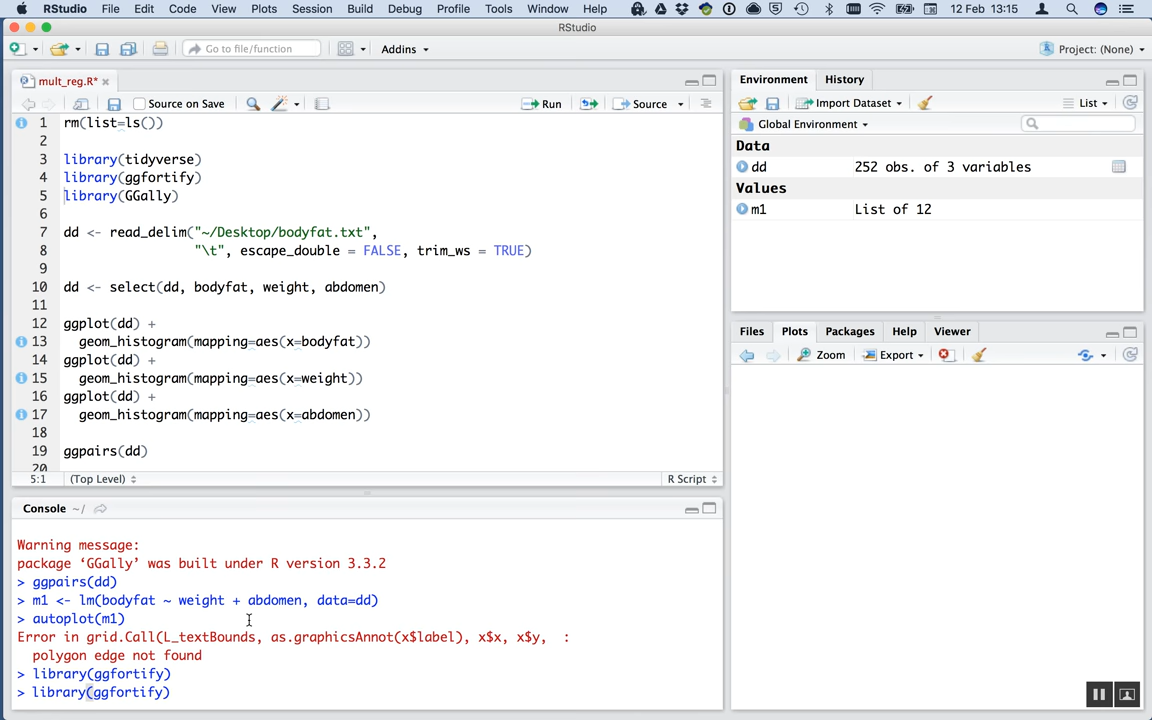 RStudio File Edit Code View Plots Session Build Debug Profile Tools Window Help 12 Feb 13:15
RStudio
Go to file/function Addins Project: (None)
mult_reg.R*
Source on Save Run Source
1 rm(list=ls())
2
3 library(tidyverse)
4 library(ggfortify)
5 library(GGally)
6
7 dd <- read_delim("~/Desktop/bodyfat.txt",
8 "\t", escape_double = FALSE, trim_ws = TRUE)
9
10 dd <- select(dd, bodyfat, weight, abdomen)
11
12 ggplot(dd) +
13 geom_histogram(mapping=aes(x=bodyfat))
14 ggplot(dd) +
15 geom_histogram(mapping=aes(x=weight))
16 ggplot(dd) +
17 geom_histogram(mapping=aes(x=abdomen))
18
19 ggpairs(dd)
20
5:1 (Top Level) R Script
Console ~/
Warning message:
package ‘GGally’ was built under R version 3.3.2
> ggpairs(dd)
> m1 <- lm(bodyfat ~ weight + abdomen, data=dd)
> autoplot(m1)
Error in grid.Call(L_textBounds, as.graphicsAnnot(x$label), x$x, x$y, :
polygon edge not found
> library(ggfortify)
> library(ggfortify)
Environment History
Import Dataset List
Global Environment
Data
dd 252 obs. of 3 variables
Values
m1 List of 12
Files Plots Packages Help Viewer
Zoom Export